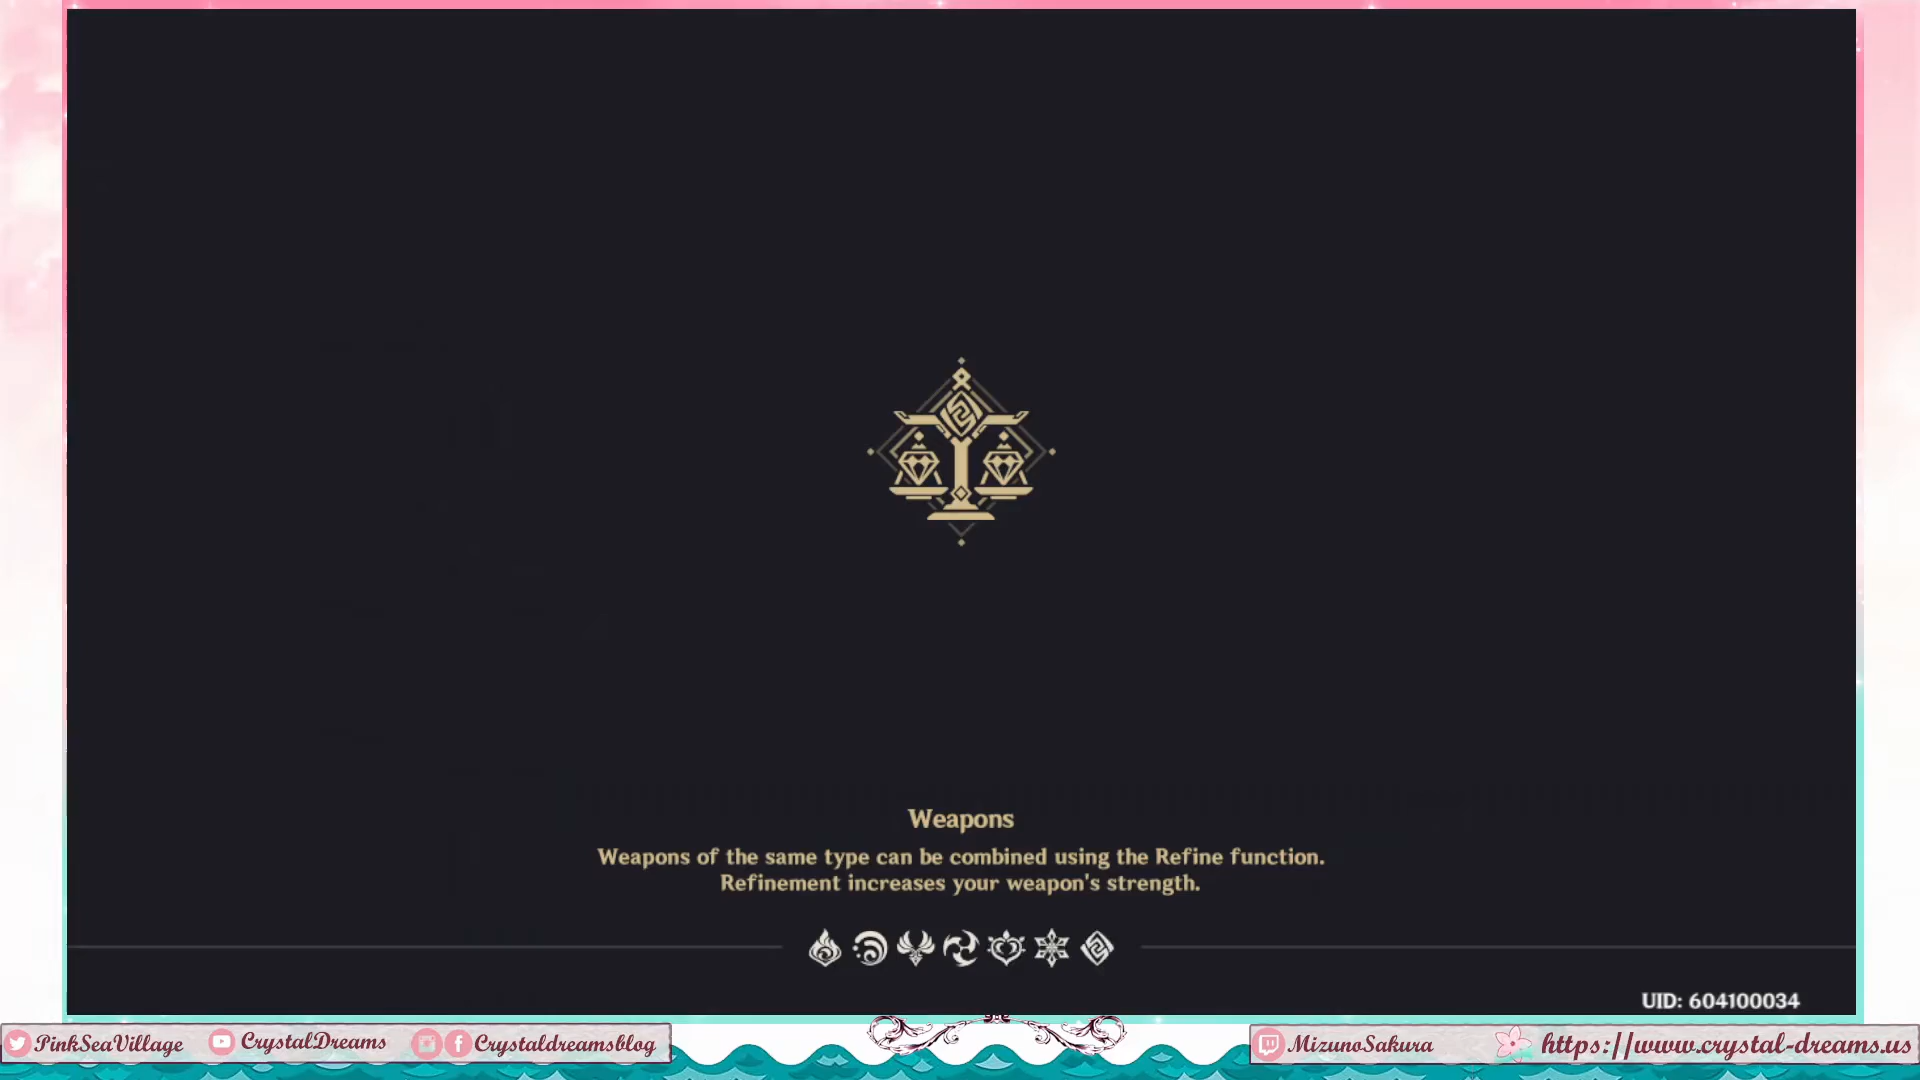 Weapons
Weapons of the same type can be combined using the Refine function.
Refinement increases your weapon's strength.
UID: 604100034
PinkSeaVillage
CrystalDreams
Crystaldreamsblog
MizunoSakura
https://www.crystal-dreams.us